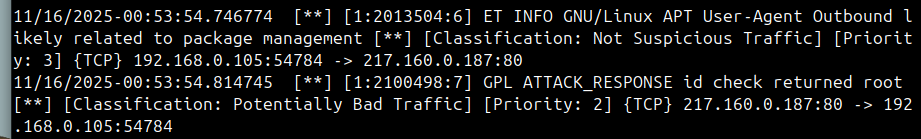 11/16/2025-00:53:54.746774  [**] [1:2013504:6] ET INFO GNU/Linux APT User-Agent Outbound l
ikely related to package management [**] [Classification: Not Suspicious Traffic] [Priorit
y: 3] {TCP} 192.168.0.105:54784 -> 217.160.0.187:80
11/16/2025-00:53:54.814745  [**] [1:2100498:7] GPL ATTACK_RESPONSE id check returned root
[**] [Classification: Potentially Bad Traffic] [Priority: 2] {TCP} 217.160.0.187:80 -> 192
.168.0.105:54784